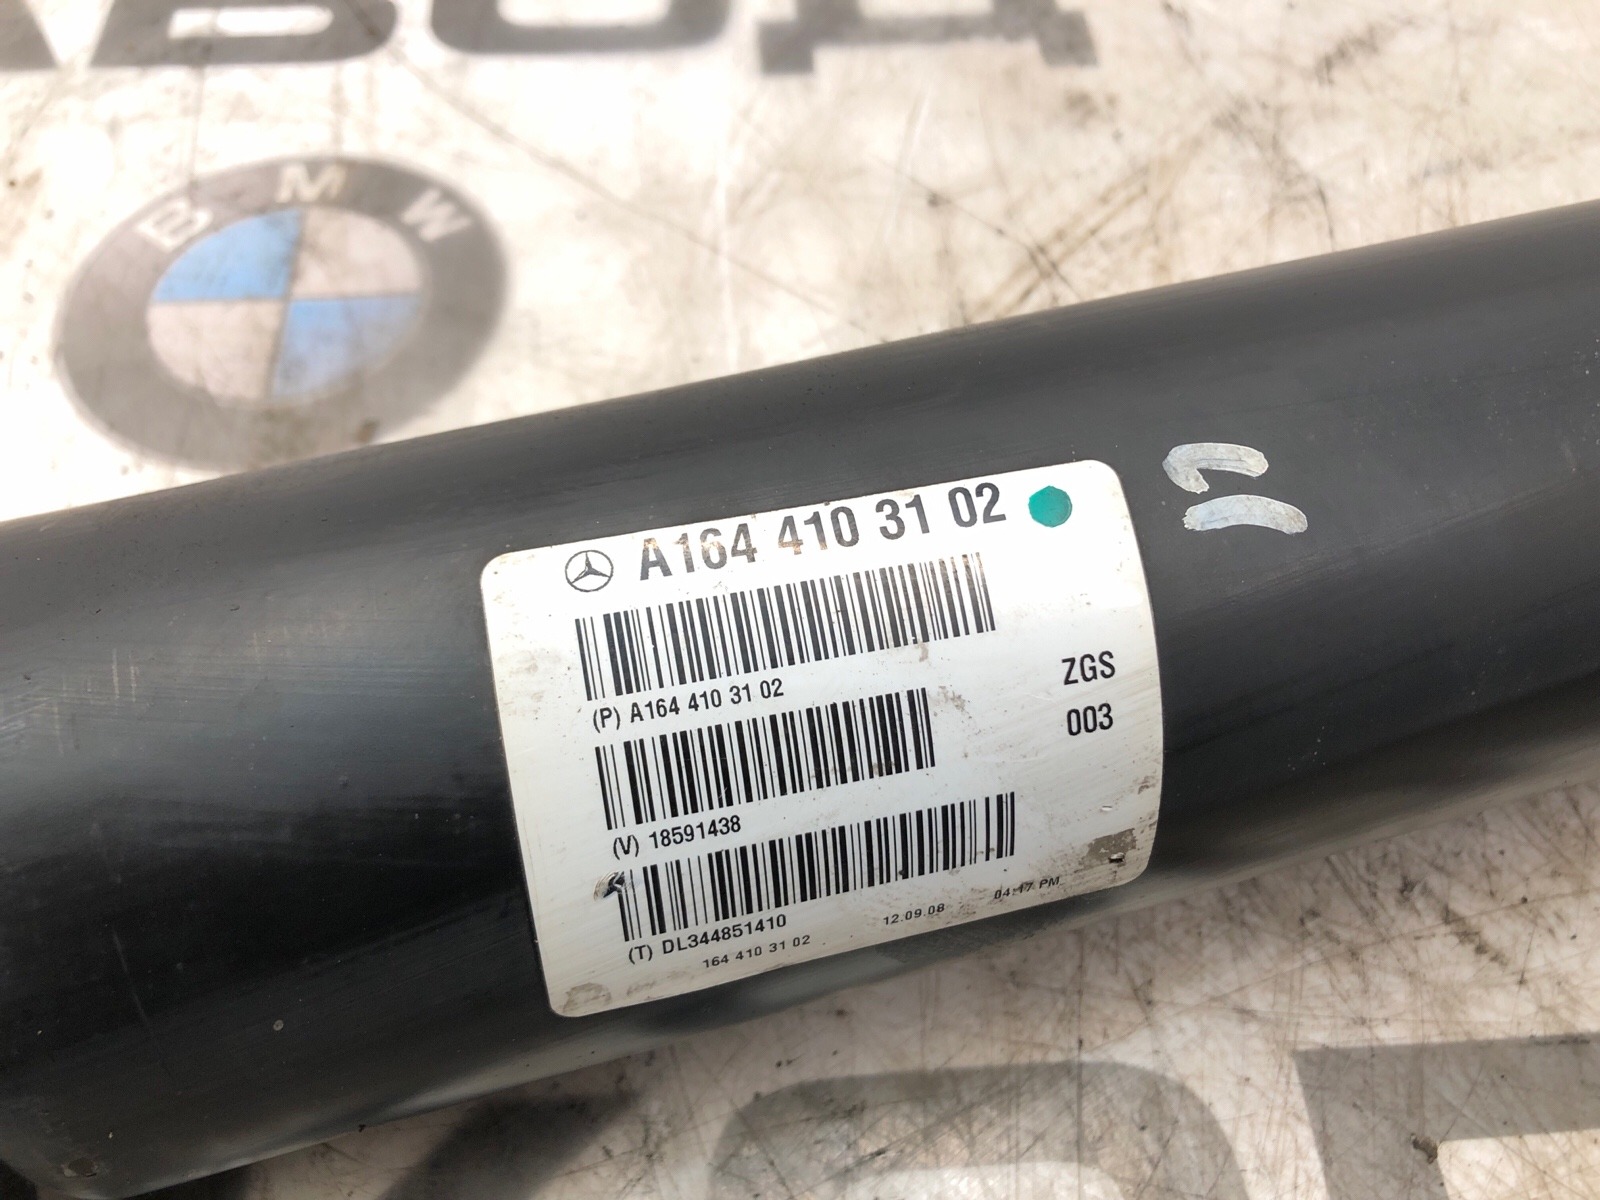 BMW
A164 410 31 02
(P) A164 410 31 02
ZGS
003
(V) 18591438
(T) DL344851410
164 410 31 02 12.09.08 04:17 PM